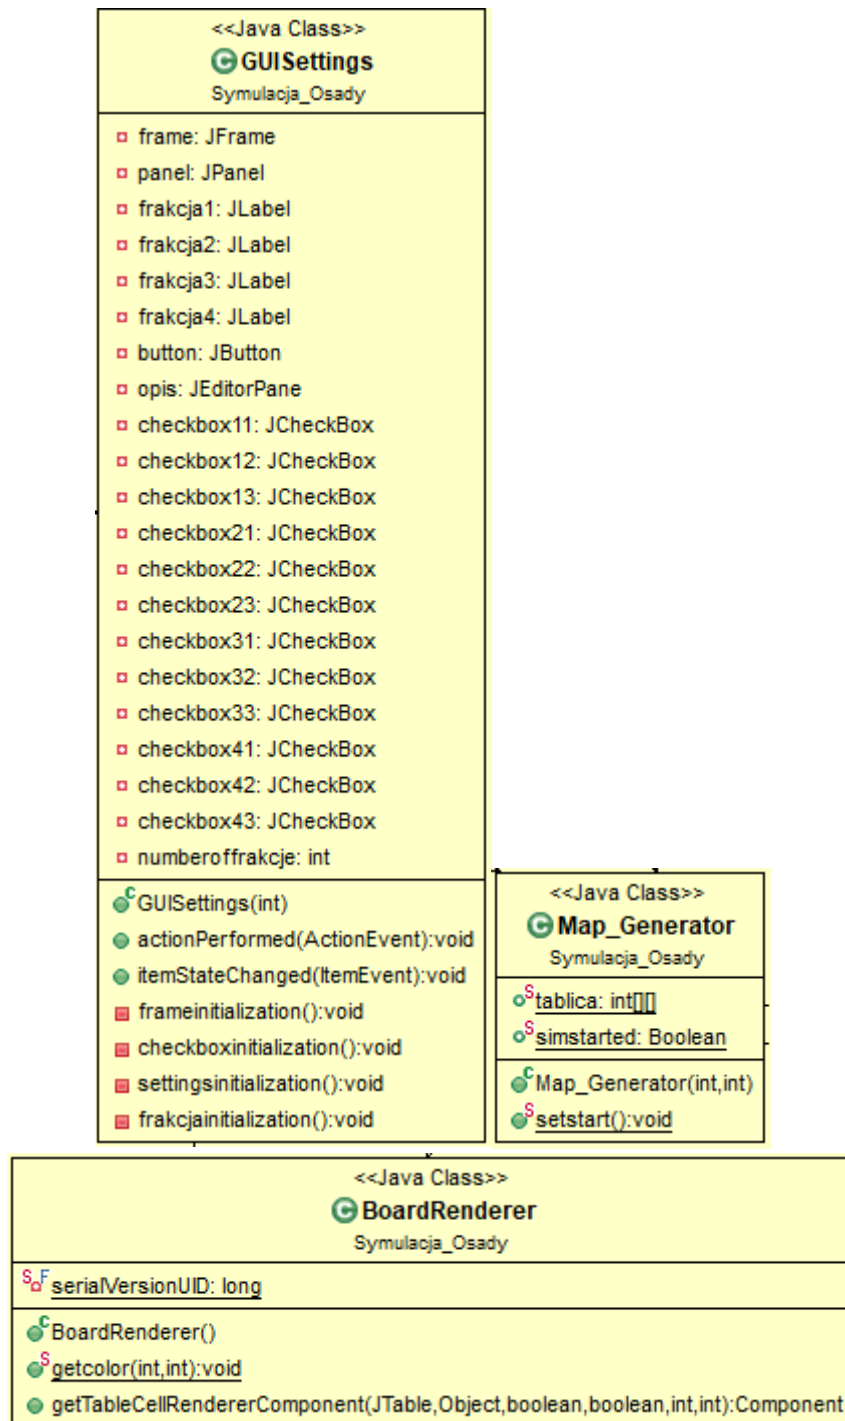 <<Java Class>>
GUISettings
Symulacja_Osady
frame: JFrame
panel: JPanel
frakcja1: JLabel
frakcja2: JLabel
frakcja3: JLabel
frakcja4: JLabel
button: JButton
opis: JEditorPane
checkbox11: JCheckBox
checkbox12: JCheckBox
checkbox13: JCheckBox
checkbox21: JCheckBox
checkbox22: JCheckBox
checkbox23: JCheckBox
checkbox31: JCheckBox
checkbox32: JCheckBox
checkbox33: JCheckBox
checkbox41: JCheckBox
checkbox42: JCheckBox
checkbox43: JCheckBox
numberoffrakcje: int
GUISettings(int)
actionPerformed(ActionEvent):void
itemStateChanged(ItemEvent):void
frameinitialization():void
checkboxinitialization():void
settingsinitialization():void
frakcjainitialization():void
<<Java Class>>
Map_Generator
Symulacja_Osady
tablica: int[][]
simstarted: Boolean
Map_Generator(int,int)
setstart():void
<<Java Class>>
BoardRenderer
Symulacja_Osady
serialVersionUID: long
BoardRenderer()
getcolor(int,int):void
getTableCellRendererComponent(JTable,Object,boolean,boolean,int,int):Component